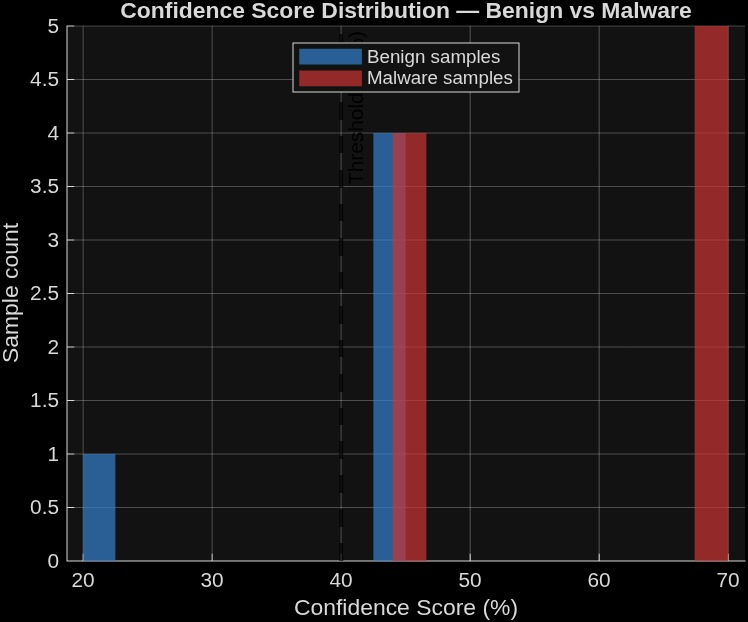 Confidence Score Distribution — Benign vs Malware
Benign samples
Malware samples
Threshold
5
4.5
4
3.5
3
2.5
2
1.5
1
0.5
0
Sample count
20
30
40
50
60
70
Confidence Score (%)